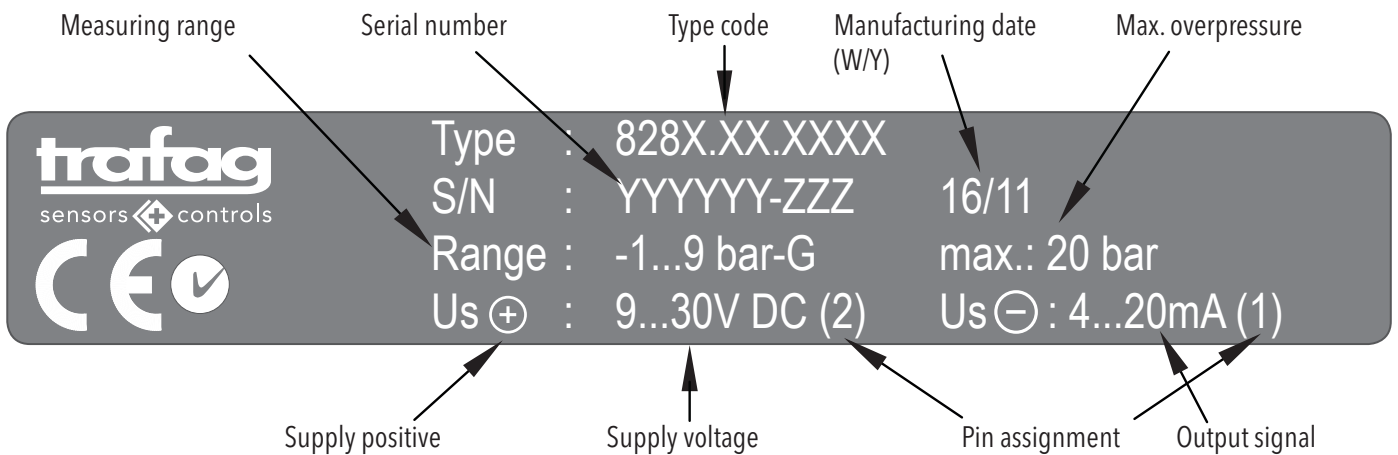 Measuring range Serial number Type code Manufacturing date Max. overpressure
(W/Y)
trafag
sensors controls
CE
Type : 828X.XX.XXXX
S/N : YYYYYY-ZZZ 16/11
Range : -1...9 bar-G max.: 20 bar
Us + : 9...30V DC (2) Us − : 4...20mA (1)
Supply positive Supply voltage Pin assignment Output signal